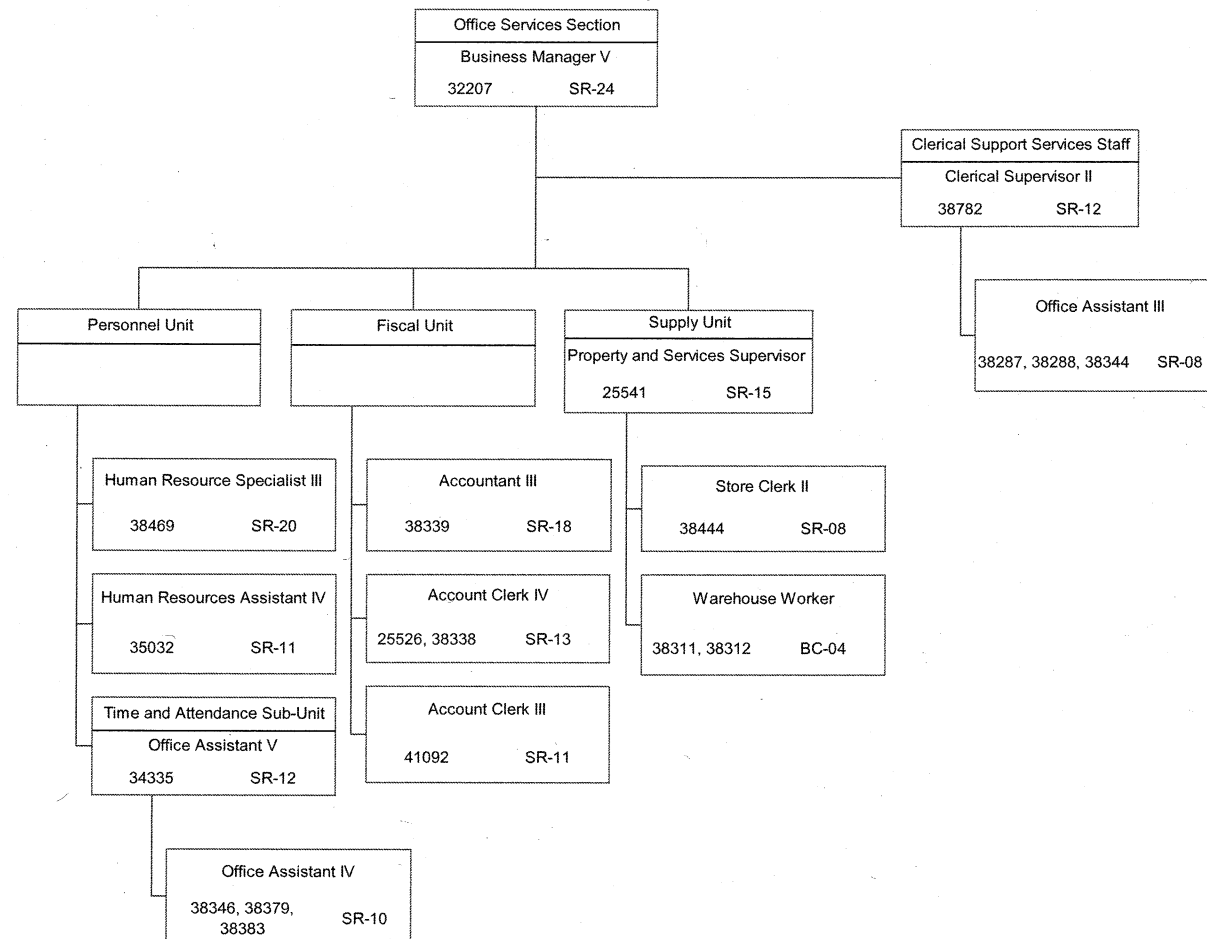 Office Services Section
Business Manager V
32207 SR-24
Clerical Support Services Staff
Clerical Supervisor II
38782 SR-12
Office Assistant III
38287, 38288, 38344 SR-08
Personnel Unit
Human Resource Specialist III
38469 SR-20
Human Resources Assistant IV
35032 SR-11
Time and Attendance Sub-Unit
Office Assistant V
34335 SR-12
Office Assistant IV
38346, 38379,
38383
SR-10
Fiscal Unit
Accountant III
38339 SR-18
Account Clerk IV
25526, 38338 SR-13
Account Clerk III
41092 SR-11
Supply Unit
Property and Services Supervisor
25541 SR-15
Store Clerk II
38444 SR-08
Warehouse Worker
38311, 38312 BC-04